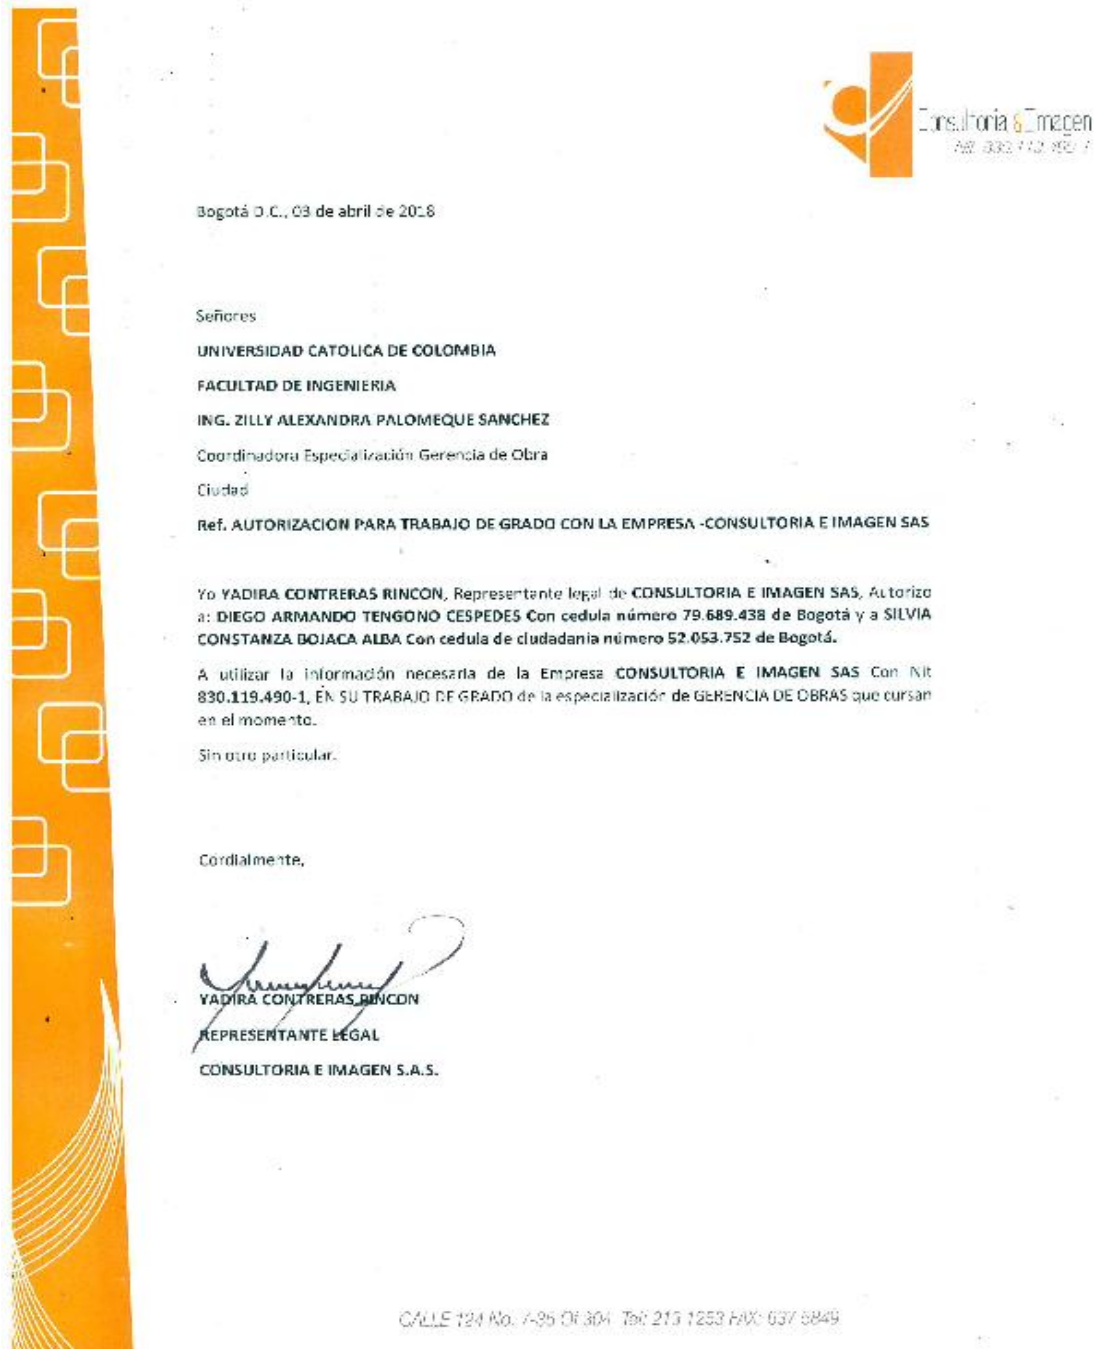 Consultoria & Imagen
Bogotá D.C., 03 de abril de 2018
Señores
UNIVERSIDAD CATOLICA DE COLOMBIA
FACULTAD DE INGENIERIA
ING. ZILLY ALEXANDRA PALOMEQUE SANCHEZ
Coordinadora Especialización Gerencia de Obra
Ciudad
Ref. AUTORIZACION PARA TRABAJO DE GRADO CON LA EMPRESA -CONSULTORIA E IMAGEN SAS
Yo YADIRA CONTRERAS RINCON, Representante legal de CONSULTORIA E IMAGEN SAS, Autorizo
a: DIEGO ARMANDO TENGONO CESPEDES Con cedula número 79.689.438 de Bogotá y a SILVIA
CONSTANZA BOJACA ALBA Con cedula de ciudadania número 52.053.752 de Bogotá.
A utilizar la información necesaria de la Empresa CONSULTORIA E IMAGEN SAS Con Nit
830.119.490-1, EN SU TRABAJO DE GRADO de la especialización de GERENCIA DE OBRAS que cursan
en el momento.
Sin otro particular.
Cordialmente,
YADIRA CONTRERAS RINCON
REPRESENTANTE LEGAL
CONSULTORIA E IMAGEN S.A.S.
CALLE 124 No. 7-35 Of 304 Tel: 213 1253 FAX: 637 5849